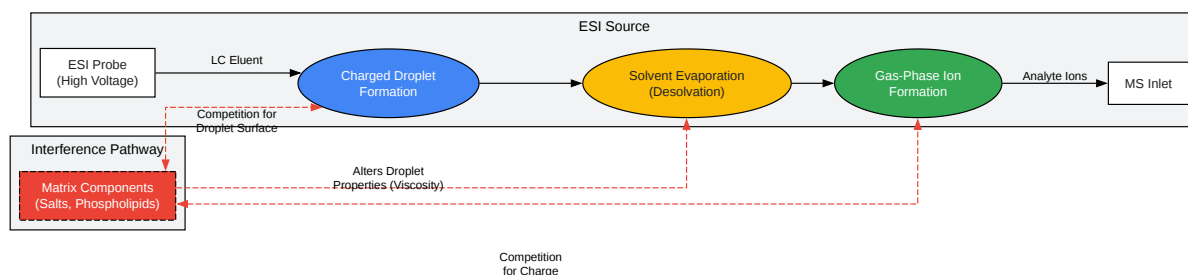 ESI Source
ESI Probe
(High Voltage)
LC Eluent
Charged Droplet
Formation
Solvent Evaporation
(Desolvation)
Gas-Phase Ion
Formation
Analyte Ions
MS Inlet
Competition for
Droplet Surface
Interference Pathway
Matrix Components
(Salts, Phospholipids)
Alters Droplet
Properties (Viscosity)
Competition
for Charge